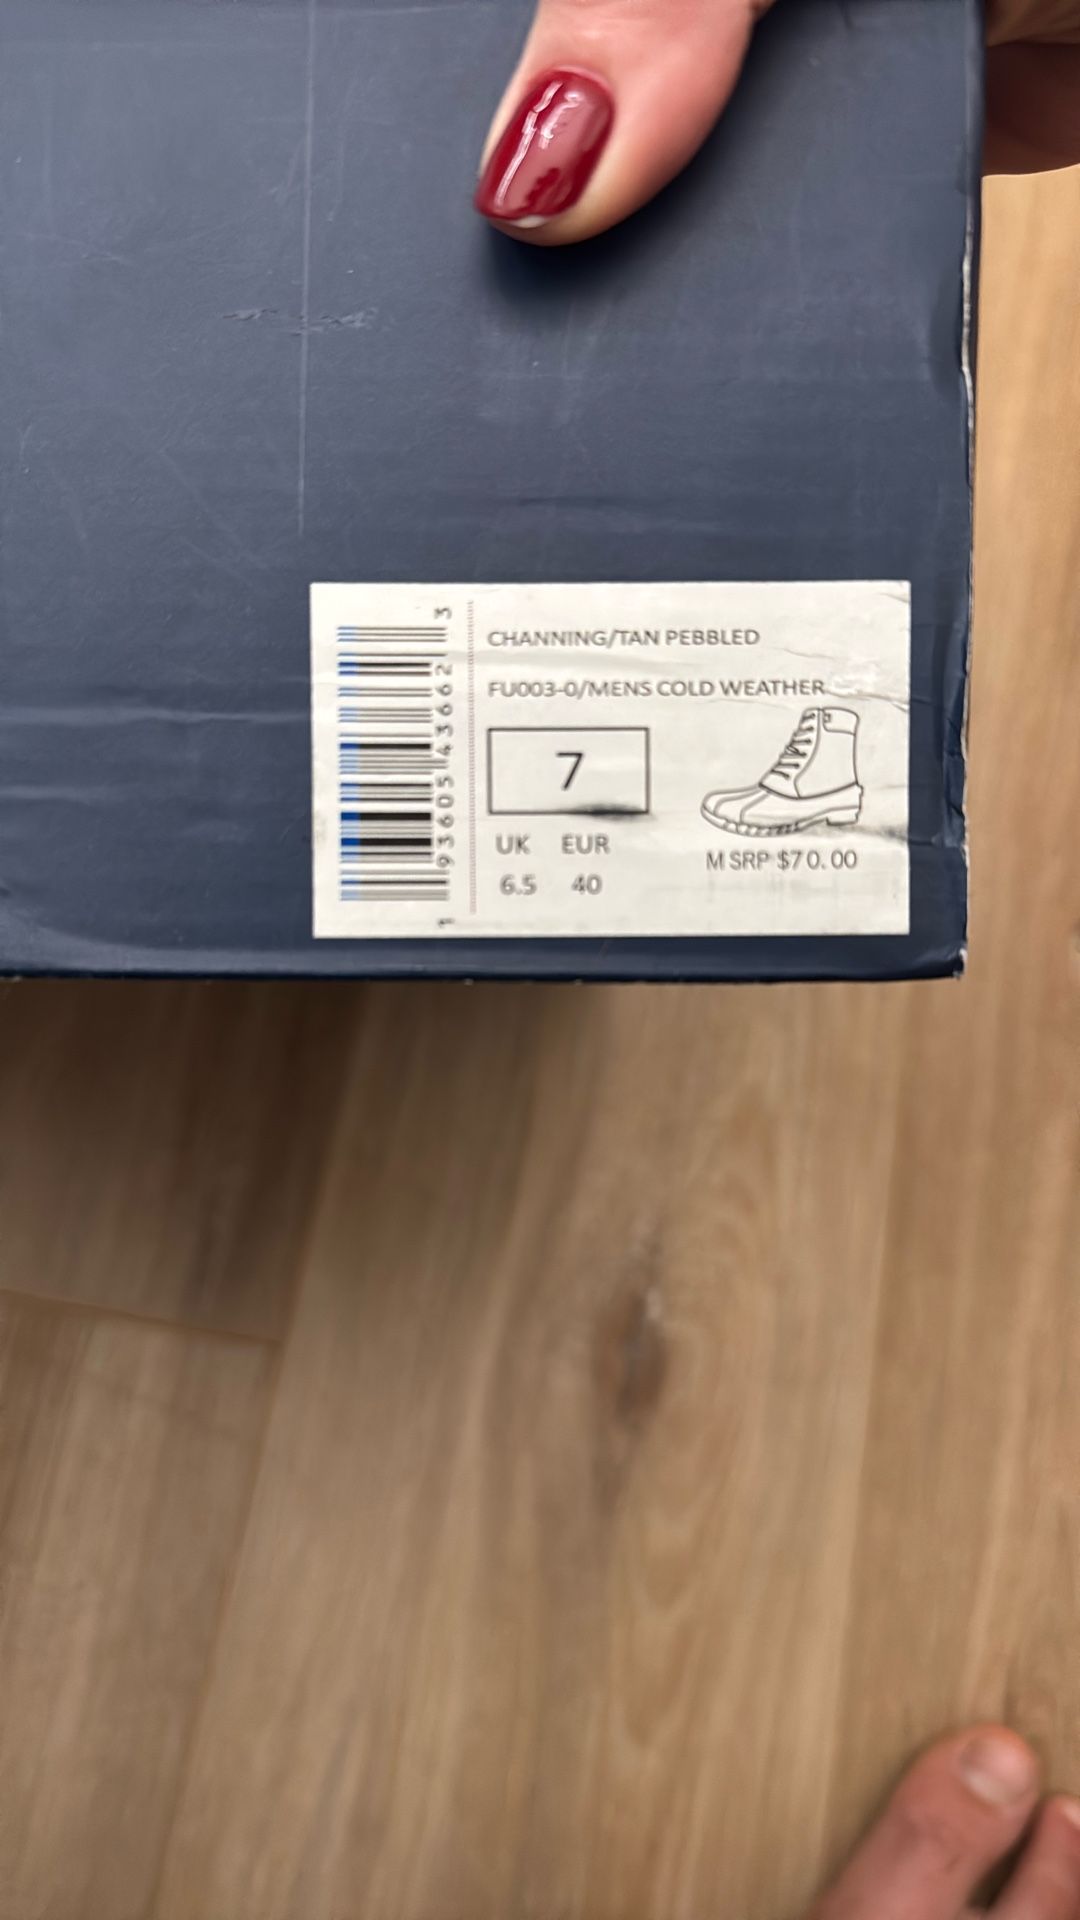 CHANNING/TAN PEBBLED
FU003-0/MENS COLD WEATHER
7
UK EUR
6.5 40
MSRP $70.00
1 93605 43662 3